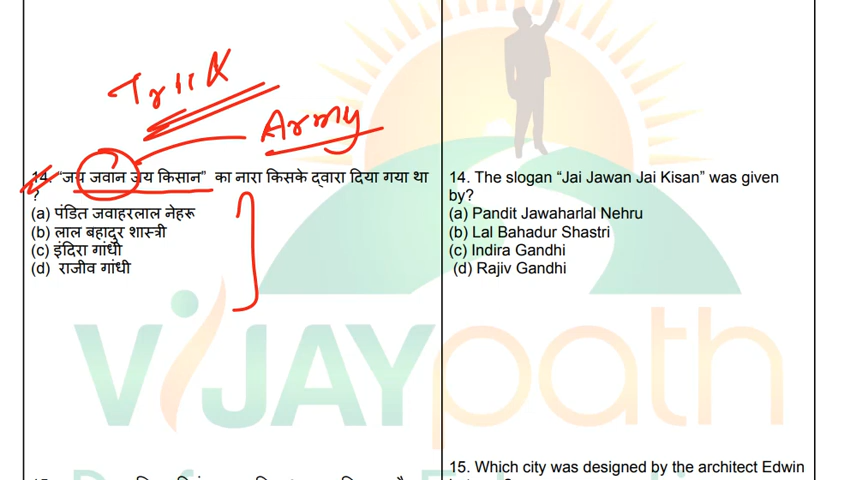 Trick
Army
14. "जय जवान जय किसान" का नारा किसके द्वारा दिया गया था
?
(a) पंडित जवाहरलाल नेहरू
(b) लाल बहादुर शास्त्री
(c) इंदिरा गांधी
(d) राजीव गांधी
14. The slogan “Jai Jawan Jai Kisan” was given
by?
(a) Pandit Jawaharlal Nehru
(b) Lal Bahadur Shastri
(c) Indira Gandhi
(d) Rajiv Gandhi
ViJAYpath
15. Which city was designed by the architect Edwin